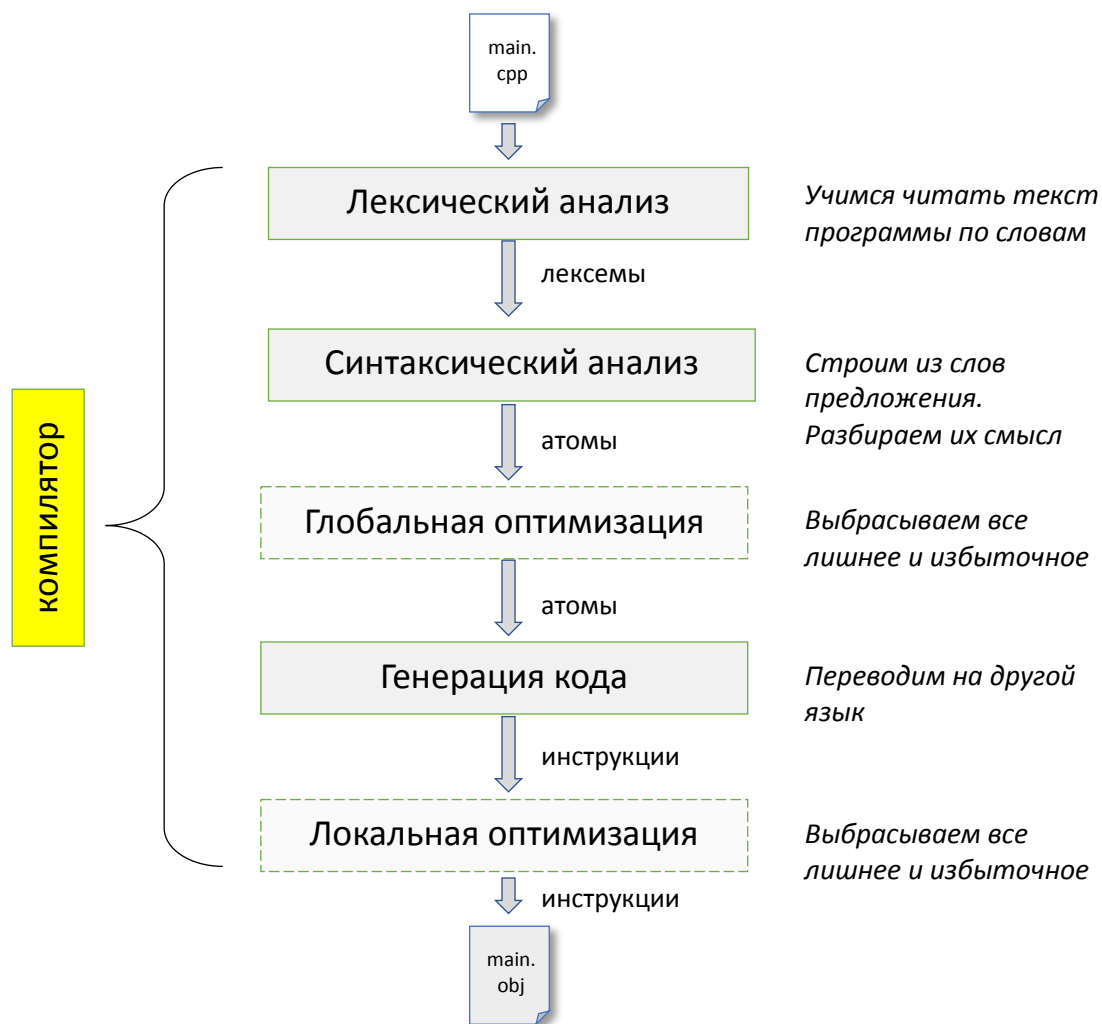 main.
cpp
Лексический анализ
Учимся читать текст
программы по словам
лексемы
Синтаксический анализ
Строим из слов
предложения.
Разбираем их смысл
компилятор
атомы
Глобальная оптимизация
Выбрасываем все
лишнее и избыточное
атомы
Генерация кода
Переводим на другой
язык
инструкции
Локальная оптимизация
Выбрасываем все
лишнее и избыточное
инструкции
main.
obj